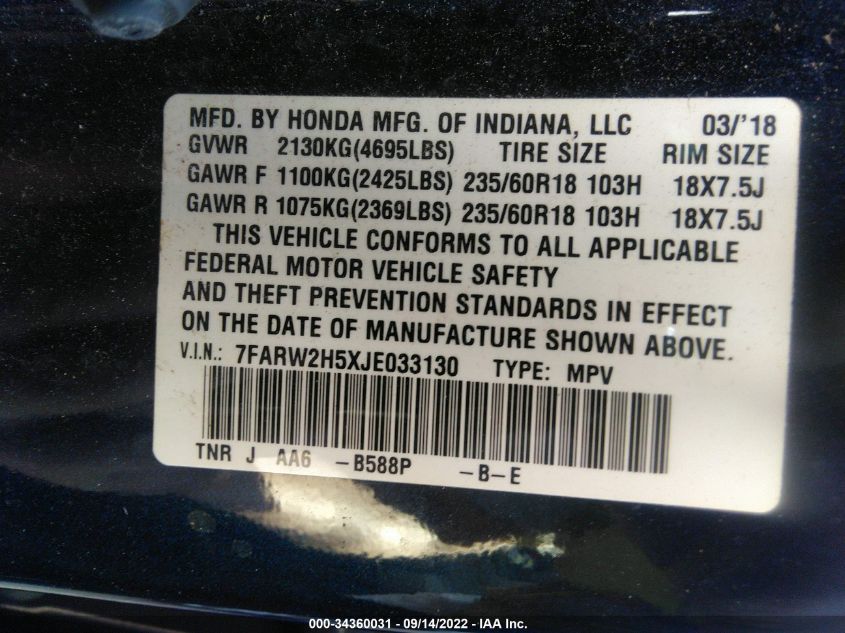 MFD. BY HONDA MFG. OF INDIANA, LLC 03/'18
GVWR 2130KG(4695LBS) TIRE SIZE RIM SIZE
GAWR F 1100KG(2425LBS) 235/60R18 103H 18X7.5J
GAWR R 1075KG(2369LBS) 235/60R18 103H 18X7.5J
THIS VEHICLE CONFORMS TO ALL APPLICABLE
FEDERAL MOTOR VEHICLE SAFETY
AND THEFT PREVENTION STANDARDS IN EFFECT
ON THE DATE OF MANUFACTURE SHOWN ABOVE.
V.I.N.: 7FARW2H5XJE033130 TYPE: MPV
TNR J AA6 -B588P -B-E
000-34360031 - 09/14/2022 - IAA Inc.